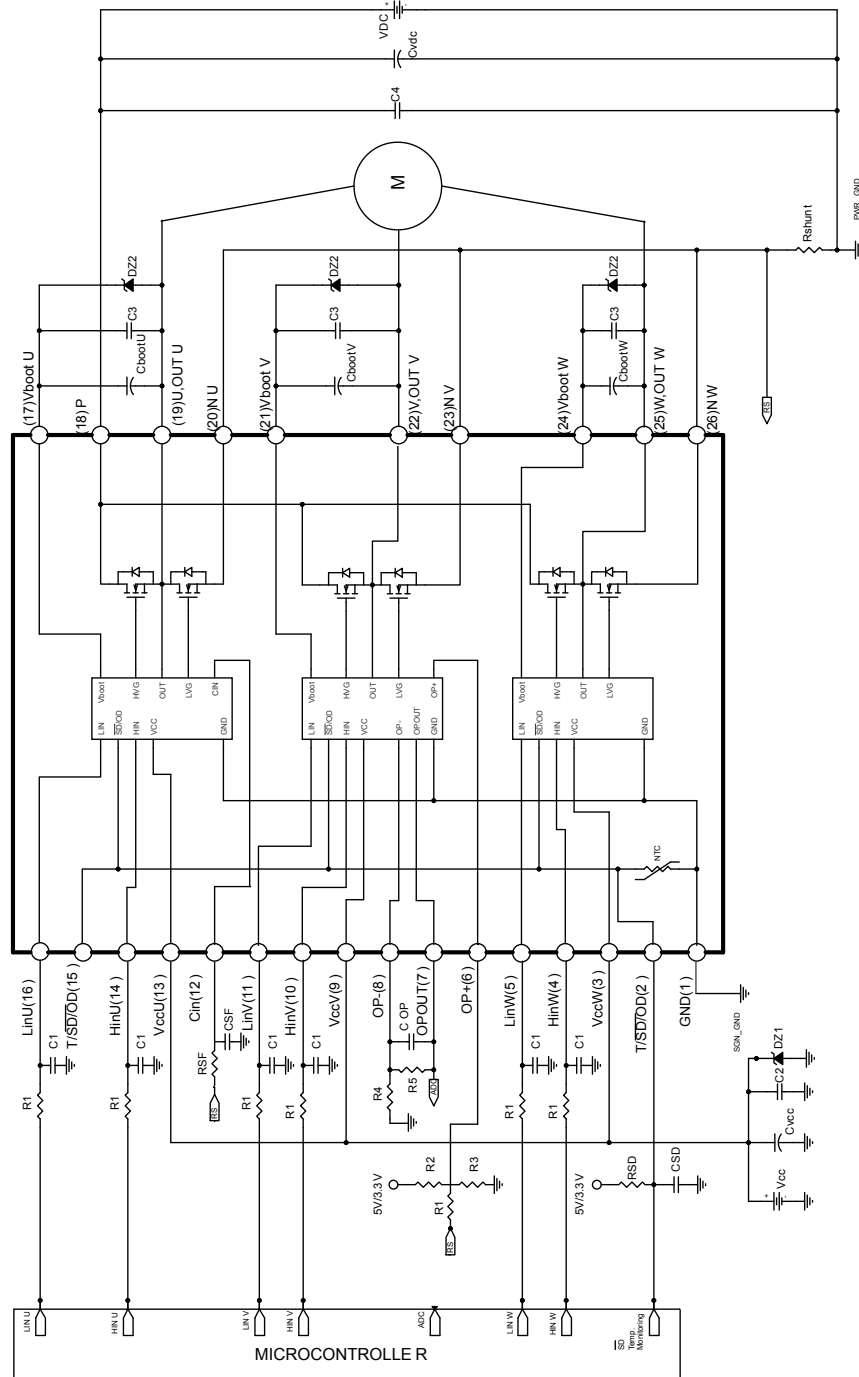 VDC
+
-
Cvdc
C4
M
Rshunt
PWR_GND
RS
DZ2
C3
CbootU
DZ2
C3
CbootV
DZ2
C3
CbootW
(17)Vboot U
(18)P
(19)U,OUT U
(20)N U
(21)Vboot V
(22)V,OUT V
(23)N V
(24)Vboot W
(25)W,OUT W
(26)N W
Vboot
HVG
OUT
LVG
CIN
LIN
SD/OD
HIN
VCC
GND
Vboot
HVG
OUT
LVG
OP+
LIN
SD/OD
HIN
VCC
OP-
OPOUT
GND
Vboot
HVG
OUT
LVG
LIN
SD/OD
HIN
VCC
GND
NTC
LinU(16)
T/SD/OD(15)
HinU(14)
VccU(13)
Cin(12)
LinV(11)
HinV(10)
VccV(9)
OP-(8)
OPOUT(7)
OP+(6)
LinW(5)
HinW(4)
VccW(3)
T/SD/OD(2)
GND(1)
SGN_GND
R1
C1
R1
C1
RSF
CSF
RS
R1
C1
R1
C1
R4
C OP
R5
ADC
5V/3.3 V
R2
R3
R1
RS
R1
C1
R1
C1
5V/3.3 V
RSD
CSD
DZ1
C2
Cvcc
Vcc
+
-
LIN U
HIN U
LIN V
HIN V
ADC
LIN W
HIN W
SD
Temp.
Monitoring
MICROCONTROLLE R